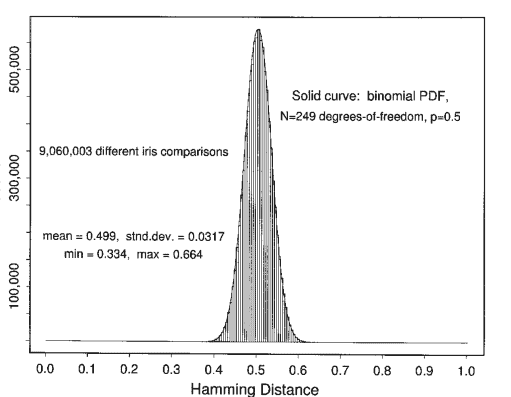 500,000
300,000
100,000
Solid curve: binomial PDF,
N=249 degrees-of-freedom, p=0.5
9,060,003 different iris comparisons
mean = 0.499, stnd.dev. = 0.0317
min = 0.334, max = 0.664
0.0 0.1 0.2 0.3 0.4 0.5 0.6 0.7 0.8 0.9 1.0
Hamming Distance